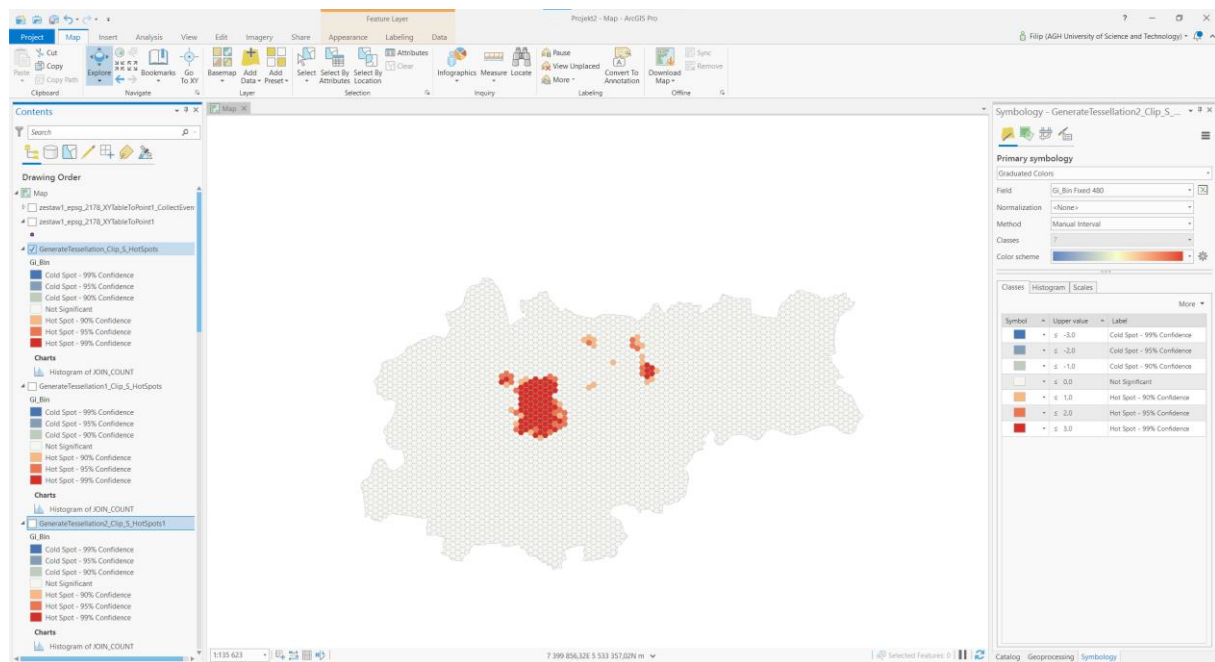 Feature Layer
Projekt2 - Map - ArcGIS Pro
?
Project Map Insert Analysis View Edit Imagery Share Appearance Labeling Data
Filip (AGH University of Science and Technology)
Cut
Copy
Copy Path
Paste
Explore
Bookmarks
Go To XY
Basemap
Add Data
Add Preset
Select
Select By Attributes
Select By Location
Attributes
Clear
Infographics
Measure
Locate
Pause
View Unplaced
More
Convert To Annotation
Download Map
Sync
Remove
Clipboard
Navigate
Layer
Selection
Inquiry
Labeling
Offline
Contents
Search
Drawing Order
Map
zestaw1_epsg_2178_XYTableToPoint1_CollectEven
zestaw1_epsg_2178_XYTableToPoint1
GenerateTessellation_Clip_S_HotSpots
Gi_Bin
Cold Spot - 99% Confidence
Cold Spot - 95% Confidence
Cold Spot - 90% Confidence
Not Significant
Hot Spot - 90% Confidence
Hot Spot - 95% Confidence
Hot Spot - 99% Confidence
Charts
Histogram of JOIN_COUNT
GenerateTessellation1_Clip_S_HotSpots
Gi_Bin
Cold Spot - 99% Confidence
Cold Spot - 95% Confidence
Cold Spot - 90% Confidence
Not Significant
Hot Spot - 90% Confidence
Hot Spot - 95% Confidence
Hot Spot - 99% Confidence
Charts
Histogram of JOIN_COUNT
GenerateTessellation2_Clip_S_HotSpots1
Gi_Bin
Cold Spot - 99% Confidence
Cold Spot - 95% Confidence
Cold Spot - 90% Confidence
Not Significant
Hot Spot - 90% Confidence
Hot Spot - 95% Confidence
Hot Spot - 99% Confidence
Charts
Histogram of JOIN_COUNT
Map
1:135 623
7 399 856,32E 5 533 357,02N m
Selected Features: 0
Symbology - GenerateTessellation2_Clip_S_...
Primary symbology
Graduated Colors
Field Gi_Bin Fixed 480
Normalization <None>
Method Manual Interval
Classes 7
Color scheme
Classes Histogram Scales
More
Symbol Upper value Label
≤ -3,0 Cold Spot - 99% Confidence
≤ -2,0 Cold Spot - 95% Confidence
≤ -1,0 Cold Spot - 90% Confidence
≤ 0,0 Not Significant
≤ 1,0 Hot Spot - 90% Confidence
≤ 2,0 Hot Spot - 95% Confidence
≤ 3,0 Hot Spot - 99% Confidence
Catalog Geoprocessing Symbology